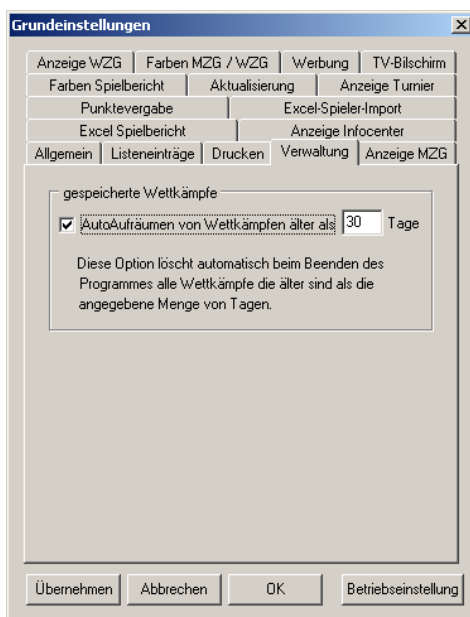 Grundeinstellungen
Anzeige WZG Farben MZG / WZG Werbung TV-Bilschirm
Farben Spielbericht Aktualisierung Anzeige Turnier
Punktevergabe Excel-Spieler-Import
Excel Spielbericht Anzeige Infocenter
Allgemein Listeneinträge Drucken Verwaltung Anzeige MZG
gespeicherte Wettkämpfe
AutoAufräumen von Wettkämpfen älter als 30 Tage
Diese Option löscht automatisch beim Beenden des
Programmes alle Wettkämpfe die älter sind als die
angegebene Menge von Tagen.
Übernehmen Abbrechen OK Betriebseinstellung